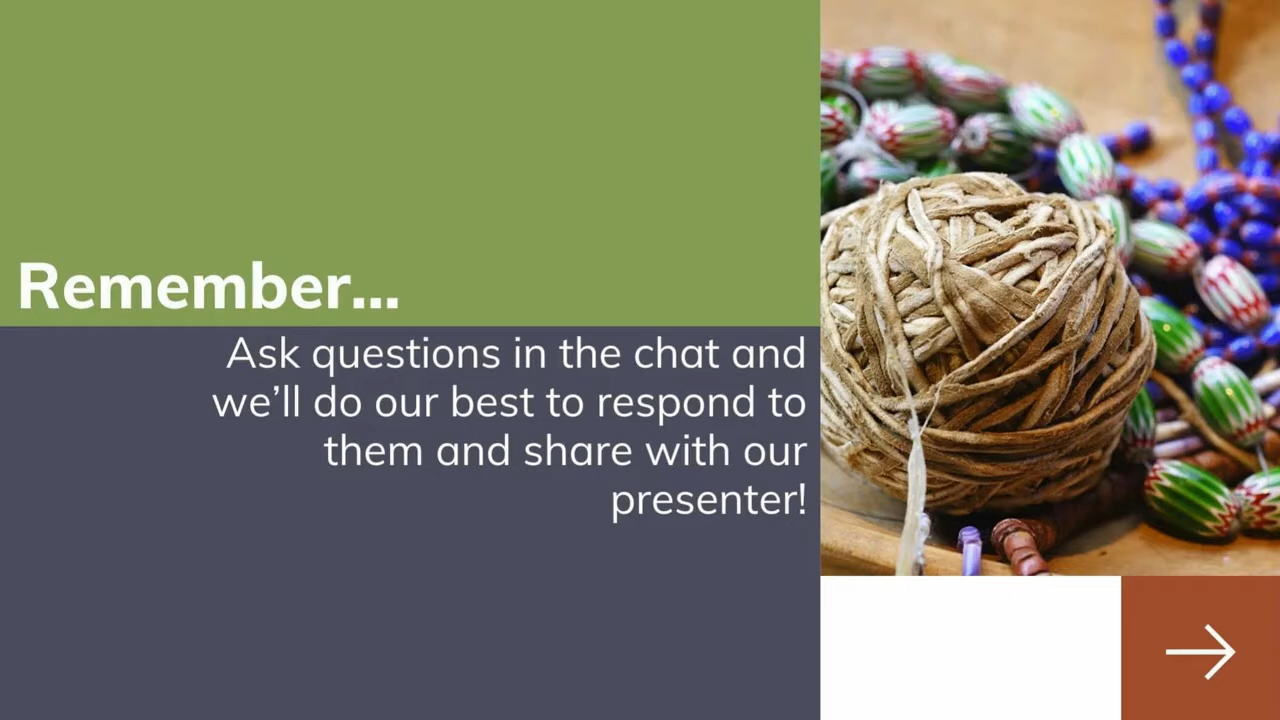 Remember...
Ask questions in the chat and
we’ll do our best to respond to
them and share with our
presenter!